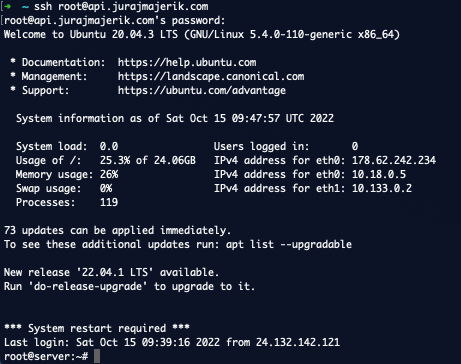 ➜ ~ ssh root@api.jurajmajerik.com
[root@api.jurajmajerik.com's password:
Welcome to Ubuntu 20.04.3 LTS (GNU/Linux 5.4.0-110-generic x86_64)
* Documentation: https://help.ubuntu.com
* Management: https://landscape.canonical.com
* Support: https://ubuntu.com/advantage
System information as of Sat Oct 15 09:47:57 UTC 2022
System load: 0.0 Users logged in: 0
Usage of /: 25.3% of 24.06GB IPv4 address for eth0: 178.62.242.234
Memory usage: 26% IPv4 address for eth0: 10.18.0.5
Swap usage: 0% IPv4 address for eth1: 10.133.0.2
Processes: 119
73 updates can be applied immediately.
To see these additional updates run: apt list --upgradable
New release '22.04.1 LTS' available.
Run 'do-release-upgrade' to upgrade to it.
*** System restart required ***
Last login: Sat Oct 15 09:39:16 2022 from 24.132.142.121
root@server:~#